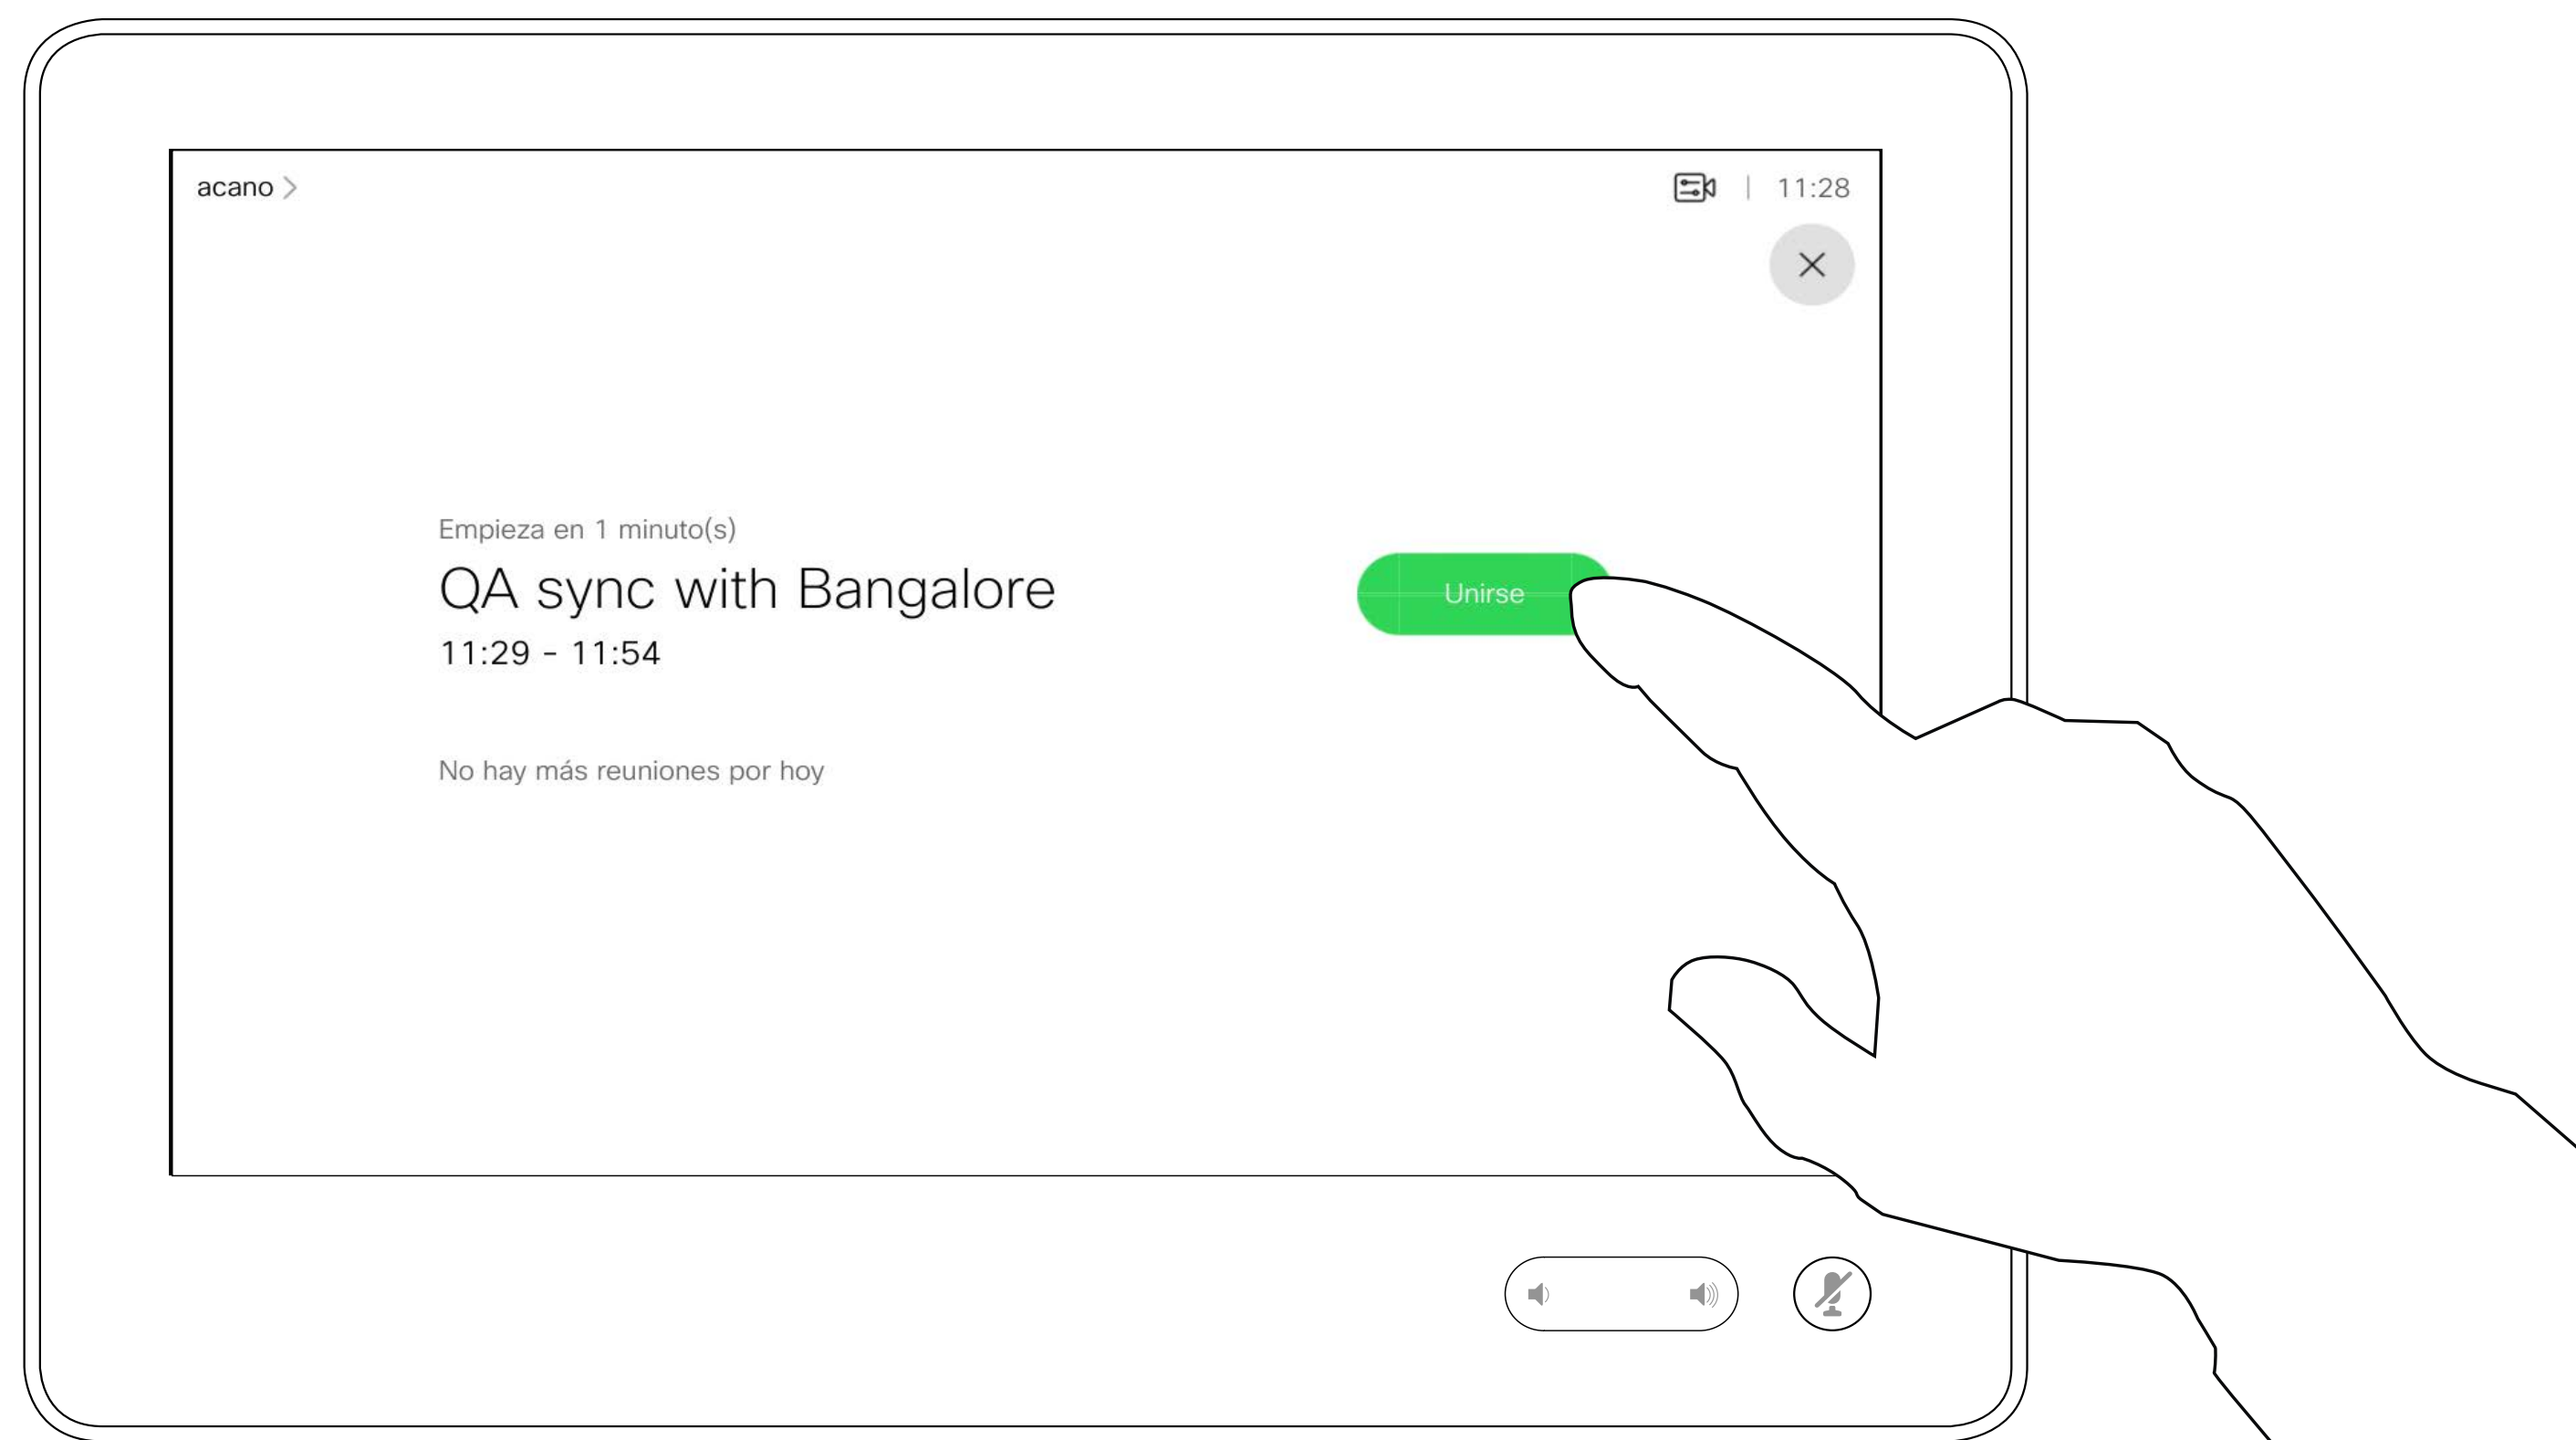 acano
11:28
Empieza en 1 minuto(s)
QA sync with Bangalore
11:29 - 11:54
Unirse
No hay más reuniones por hoy